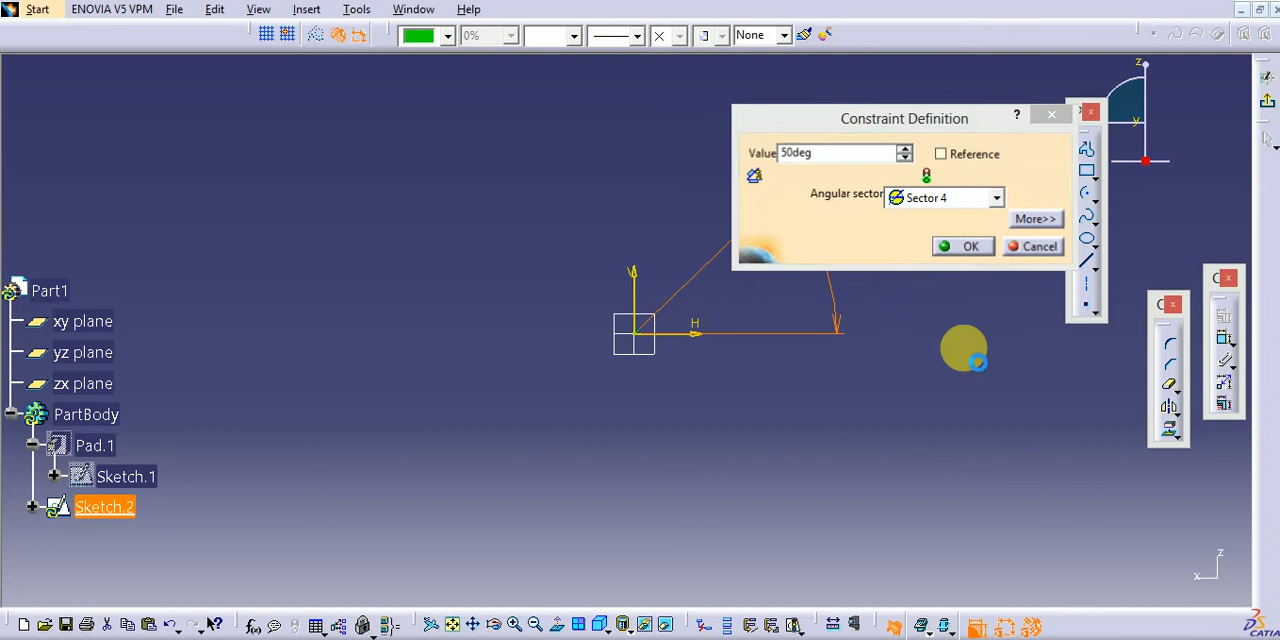 Start ENOVIA V5 VPM File Edit View Insert Tools Window Help
0% None
z
y
Constraint Definition ?
Value 50deg Reference
Angular sector Sector 4
More>>
OK Cancel
V
H
C
C
Part1
xy plane
yz plane
zx plane
PartBody
Pad.1
Sketch.1
Sketch.2
z
x
f(x)
CATIA